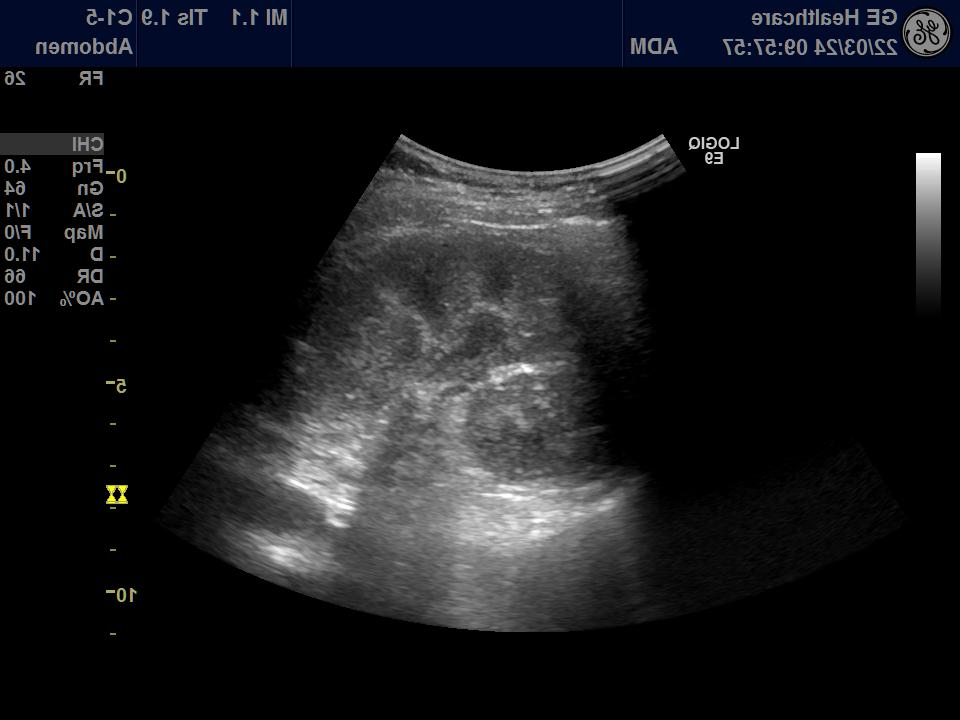 GE Healthcare
22/03/24 09:57:57
ADM
MI 1.1
TIs 1.9
C1-5
Abdomen
FR 26
CHI
Frq 4.0
Gn 64
S/A 1/1
Map F/0
D 11.0
DR 66
AO% 100
LOGIQ
E9
0
5
10